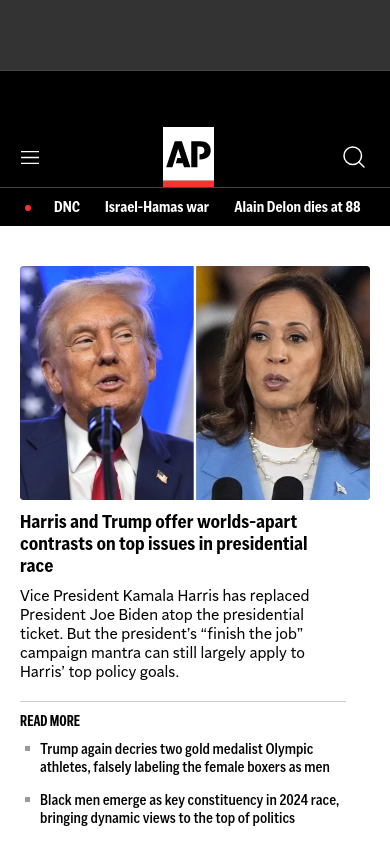 AP
DNC Israel-Hamas war Alain Delon dies at 88
Harris and Trump offer worlds-apart
contrasts on top issues in presidential
race
Vice President Kamala Harris has replaced
President Joe Biden atop the presidential
ticket. But the president’s “finish the job”
campaign mantra can still largely apply to
Harris’ top policy goals.
READ MORE
Trump again decries two gold medalist Olympic
athletes, falsely labeling the female boxers as men
Black men emerge as key constituency in 2024 race,
bringing dynamic views to the top of politics